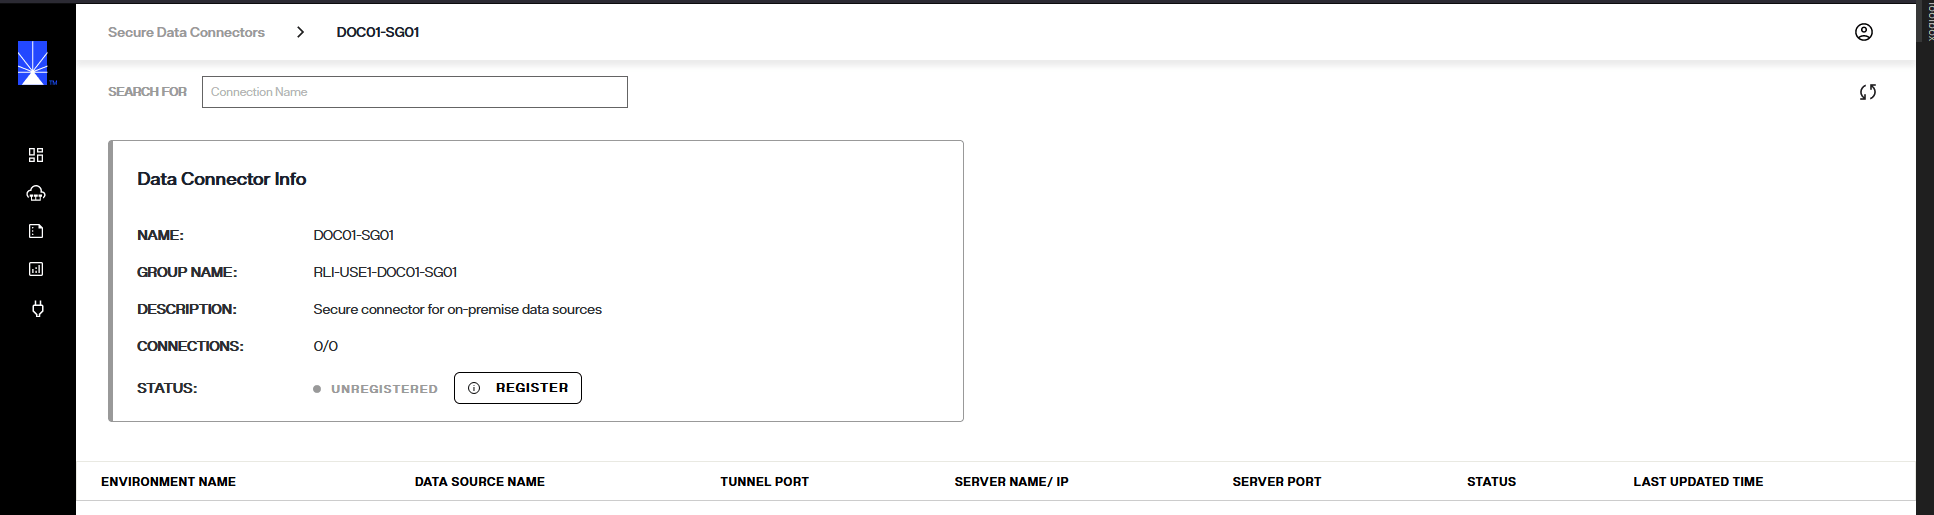 Secure Data Connectors > DOC01-SG01
Toolbox
TM
SEARCH FOR Connection Name
Data Connector Info
NAME: DOC01-SG01
GROUP NAME: RLI-USE1-DOC01-SG01
DESCRIPTION: Secure connector for on-premise data sources
CONNECTIONS: 0/0
STATUS: UNREGISTERED REGISTER
ENVIRONMENT NAME DATA SOURCE NAME TUNNEL PORT SERVER NAME/ IP SERVER PORT STATUS LAST UPDATED TIME